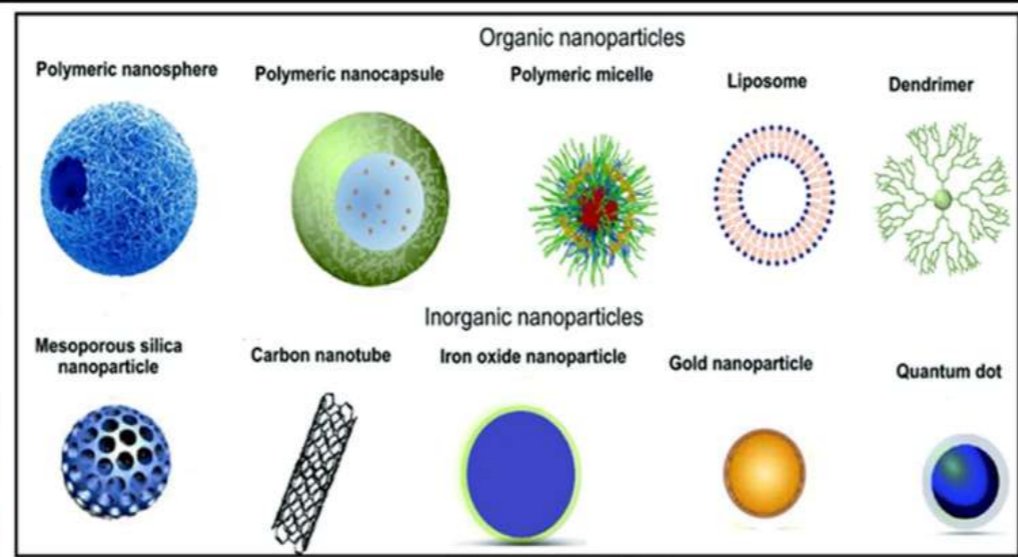 Organic nanoparticles
Polymeric nanosphere
Polymeric nanocapsule
Polymeric micelle
Liposome
Dendrimer
Inorganic nanoparticles
Mesoporous silica
nanoparticle
Carbon nanotube
Iron oxide nanoparticle
Gold nanoparticle
Quantum dot